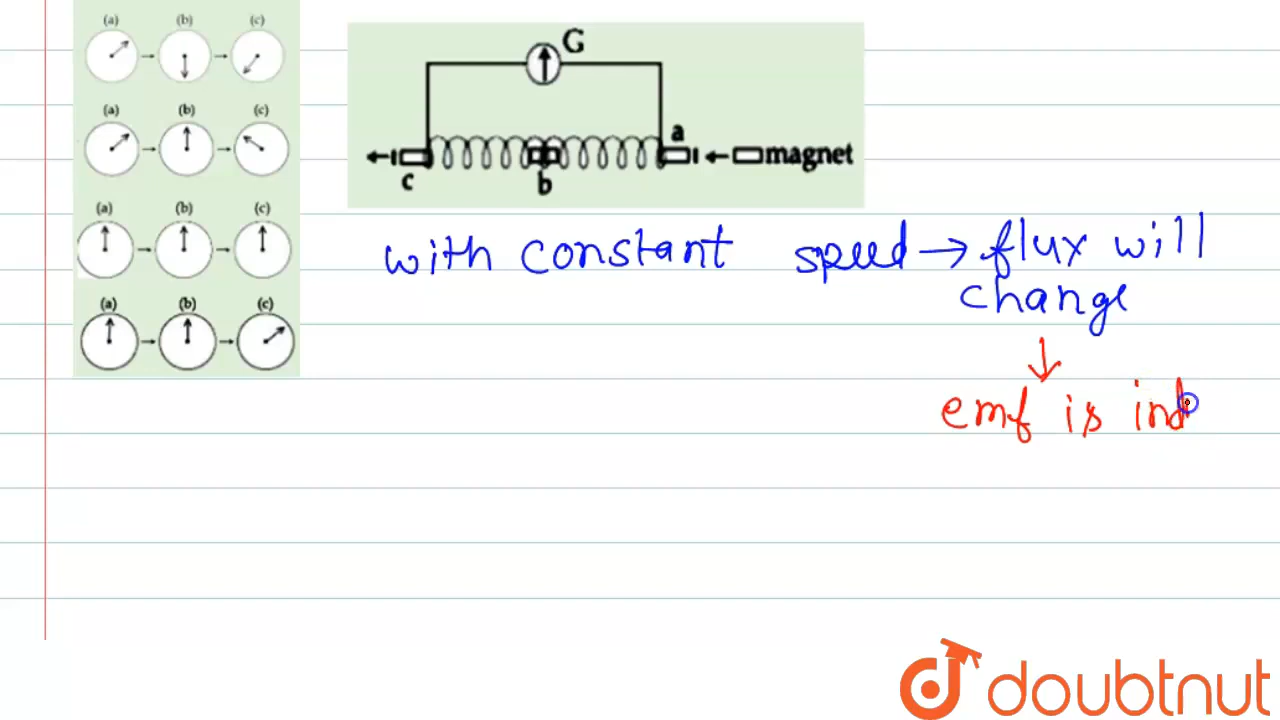 (a) (b) (c)
(a) (b) (c)
(a) (b) (c)
(a) (b) (c)
G
a
magnet
c
b
with constant speed → flux will
change
↓
emf is ind
doubtnut